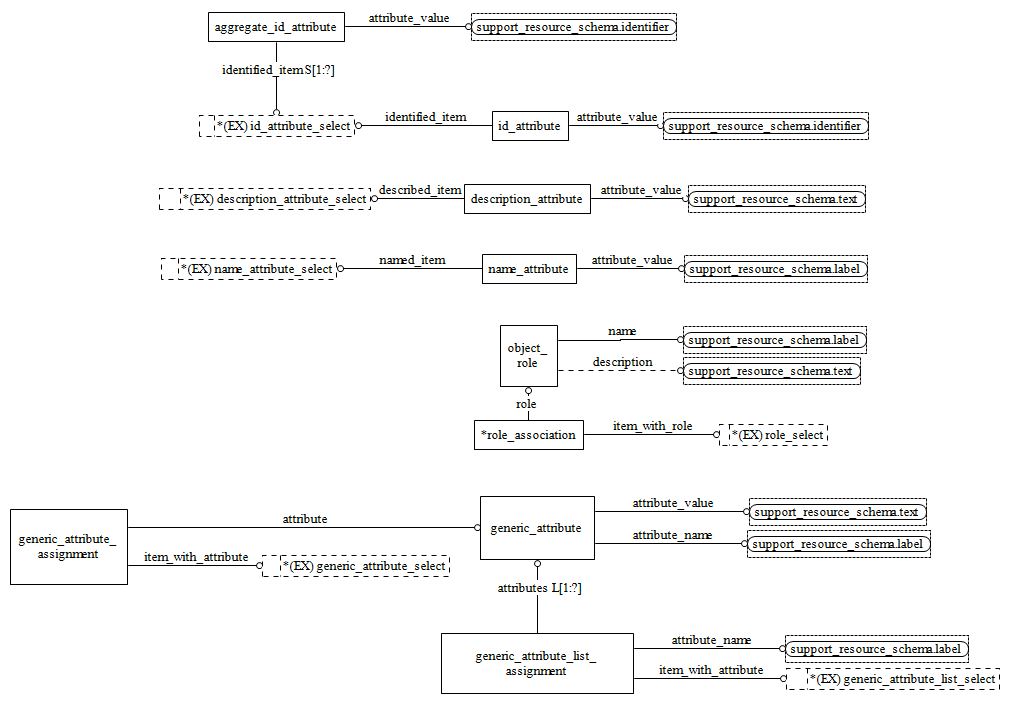 aggregate_id_attribute
attribute_value
support_resource_schema.identifier
identified_item S[1:?]
*(EX) id_attribute_select
identified_item
id_attribute
attribute_value
support_resource_schema.identifier
*(EX) description_attribute_select
described_item
description_attribute
attribute_value
support_resource_schema.text
*(EX) name_attribute_select
named_item
name_attribute
attribute_value
support_resource_schema.label
object_
role
name
support_resource_schema.label
description
support_resource_schema.text
role
*role_association
item_with_role
*(EX) role_select
generic_attribute_
assignment
attribute
item_with_attribute
*(EX) generic_attribute_select
generic_attribute
attribute_value
support_resource_schema.text
attribute_name
support_resource_schema.label
attributes L[1:?]
generic_attribute_list_
assignment
attribute_name
support_resource_schema.label
item_with_attribute
*(EX) generic_attribute_list_select